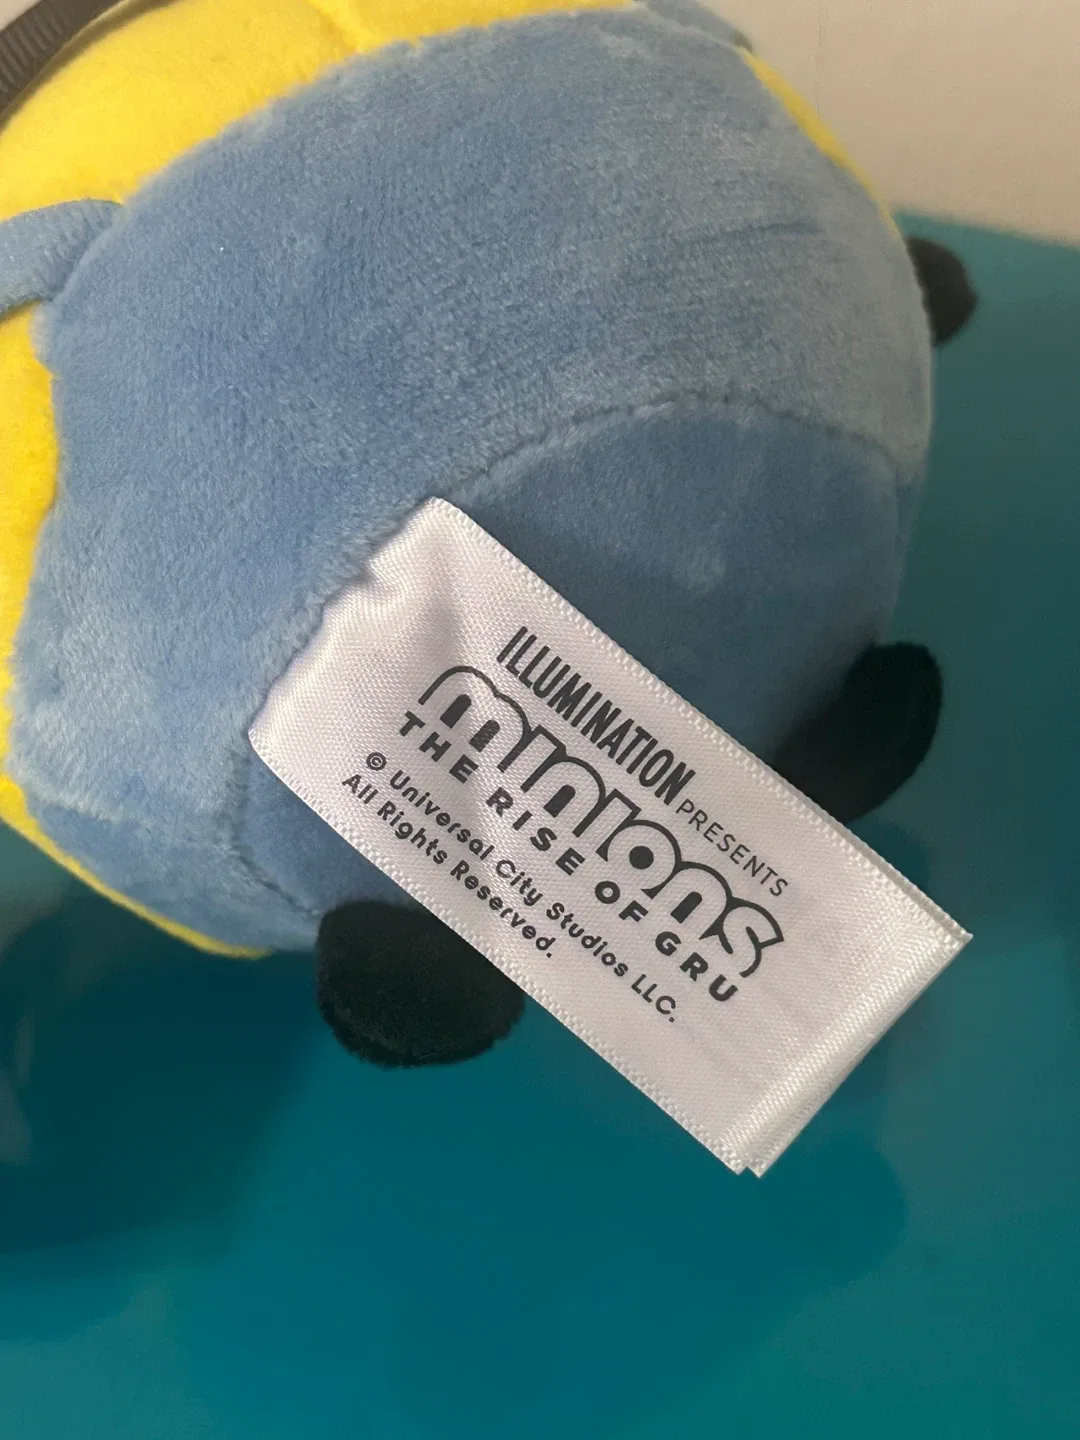 ILLUMINATION PRESENTS
minions
THE RISE OF GRU
© Universal City Studios LLC.
All Rights Reserved.